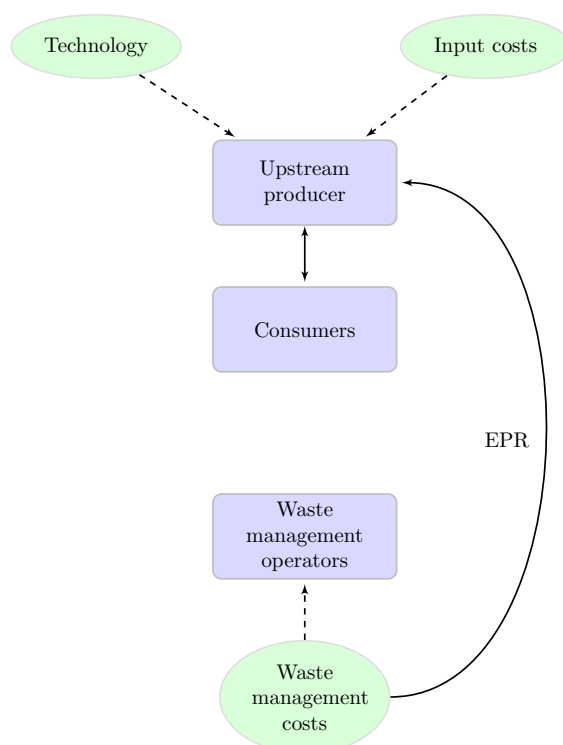 Technology
Input costs
Upstream
producer
Consumers
EPR
Waste
management
operators
Waste
management
costs